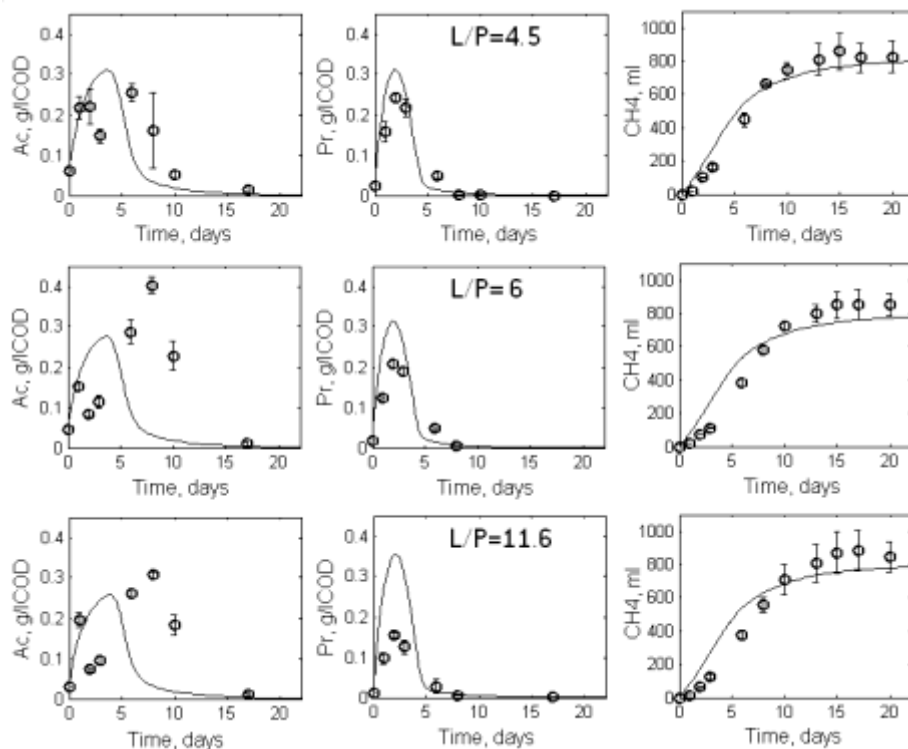 L/P=4.5
Ac, g/lCOD
0.4
0.3
0.2
0.1
0
0 5 10 15 20
Time, days
Pr, g/lCOD
0.4
0.3
0.2
0.1
0
0 5 10 15 20
Time, days
CH4, ml
1000
800
600
400
200
0
0 5 10 15 20
Time, days
L/P=6
Ac, g/lCOD
0.4
0.3
0.2
0.1
0
0 5 10 15 20
Time, days
Pr, g/lCOD
0.4
0.3
0.2
0.1
0
0 5 10 15 20
Time, days
CH4, ml
1000
800
600
400
200
0
0 5 10 15 20
Time, days
L/P=11.6
Ac, g/lCOD
0.4
0.3
0.2
0.1
0
0 5 10 15 20
Time, days
Pr, g/lCOD
0.4
0.3
0.2
0.1
0
0 5 10 15 20
Time, days
CH4, ml
1000
800
600
400
200
0
0 5 10 15 20
Time, days